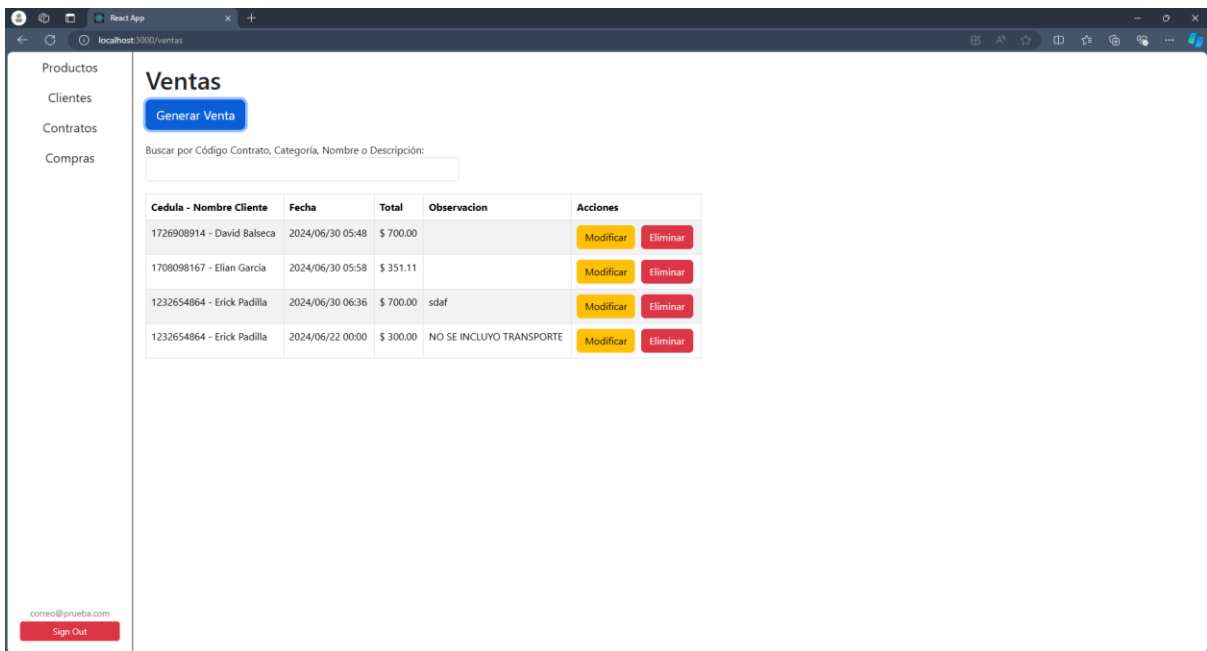 React App
localhost:3000/ventas
Productos
Clientes
Contratos
Compras
Ventas
Generar Venta
Buscar por Código Contrato, Categoría, Nombre o Descripción:
Cedula - Nombre Cliente Fecha Total Observacion Acciones
1726908914 - David Balseca 2024/06/30 05:48 $ 700.00 Modificar Eliminar
1708098167 - Elian Garcia 2024/06/30 05:58 $ 351.11 Modificar Eliminar
1232654864 - Erick Padilla 2024/06/30 06:36 $ 700.00 sdaf Modificar Eliminar
1232654864 - Erick Padilla 2024/06/22 00:00 $ 300.00 NO SE INCLUYO TRANSPORTE Modificar Eliminar
correo@prueba.com
Sign Out